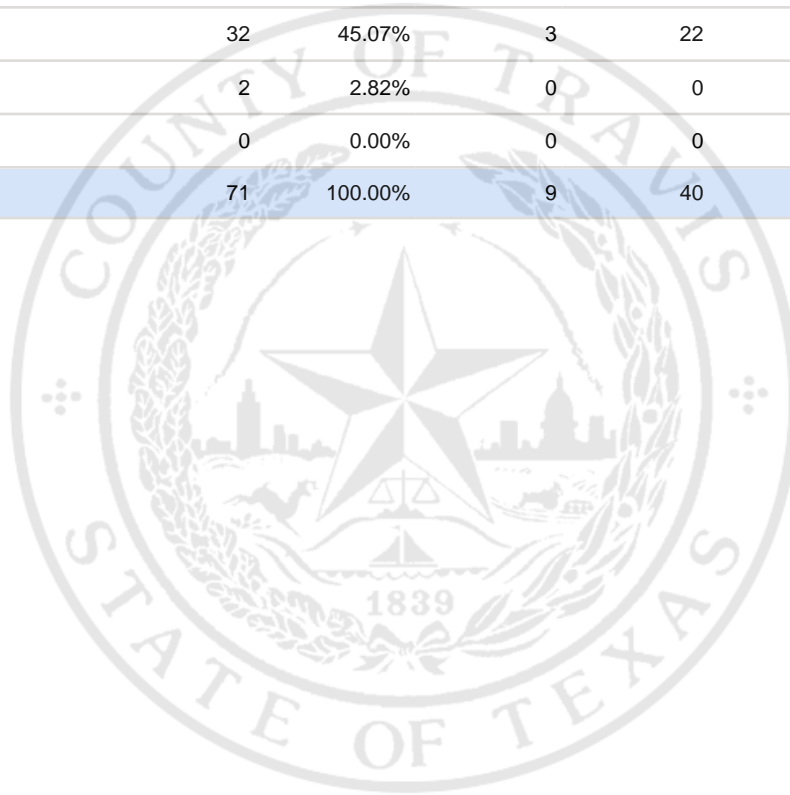 32 45.07% 3 22
2 2.82% 0 0
0 0.00% 0 0
71 100.00% 9 40
COUNTY OF TRAVIS
1839
STATE OF TEXAS